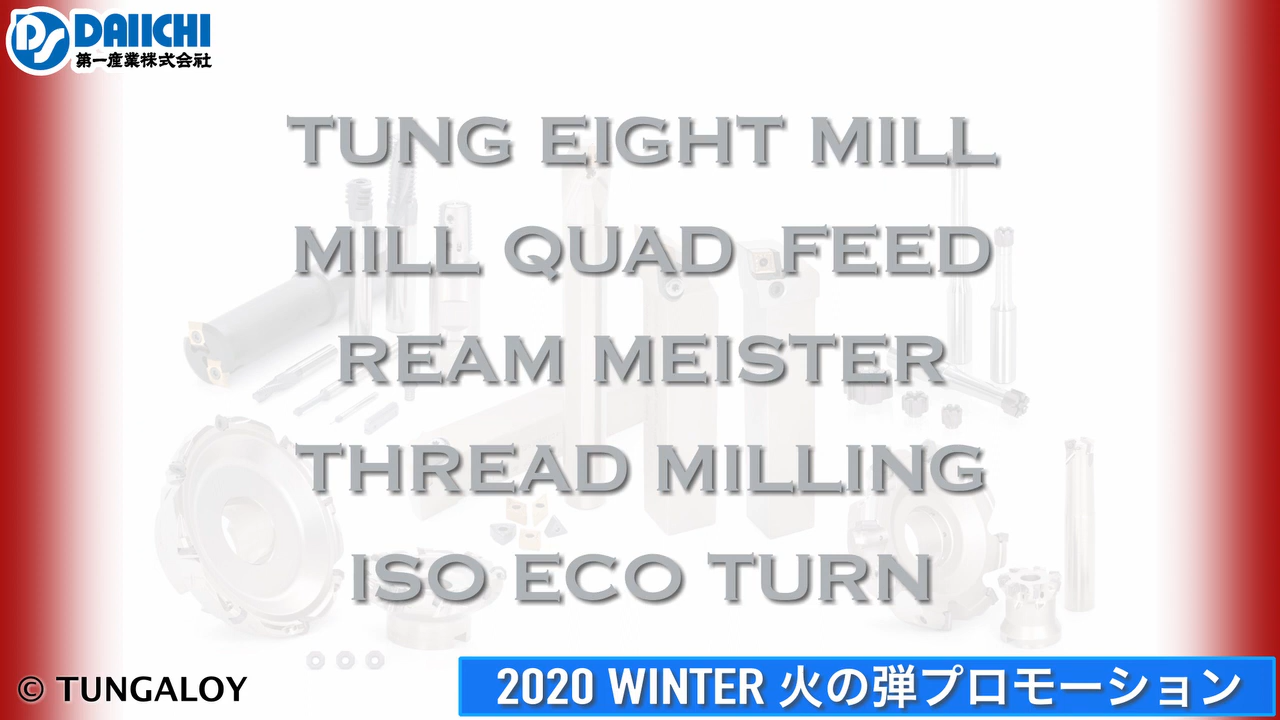 DS DAIICHI
第一産業株式会社
TUNG EIGHT MILL
MILL QUAD FEED
REAM MEISTER
THREAD MILLING
ISO ECO TURN
© TUNGALOY
2020 WINTER 火の弾プロモーション